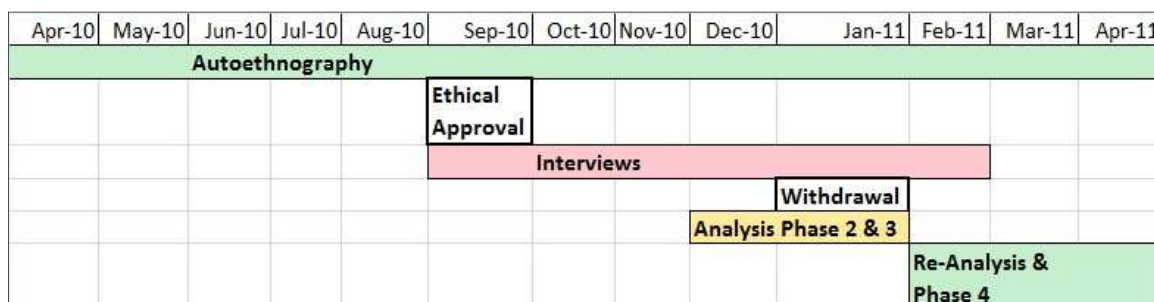 Apr-10 May-10 Jun-10 Jul-10 Aug-10 Sep-10 Oct-10 Nov-10 Dec-10 Jan-11 Feb-11 Mar-11 Apr-11
Autoethnography
Ethical
Approval
Interviews
Withdrawal
Analysis Phase 2 & 3
Re-Analysis &
Phase 4